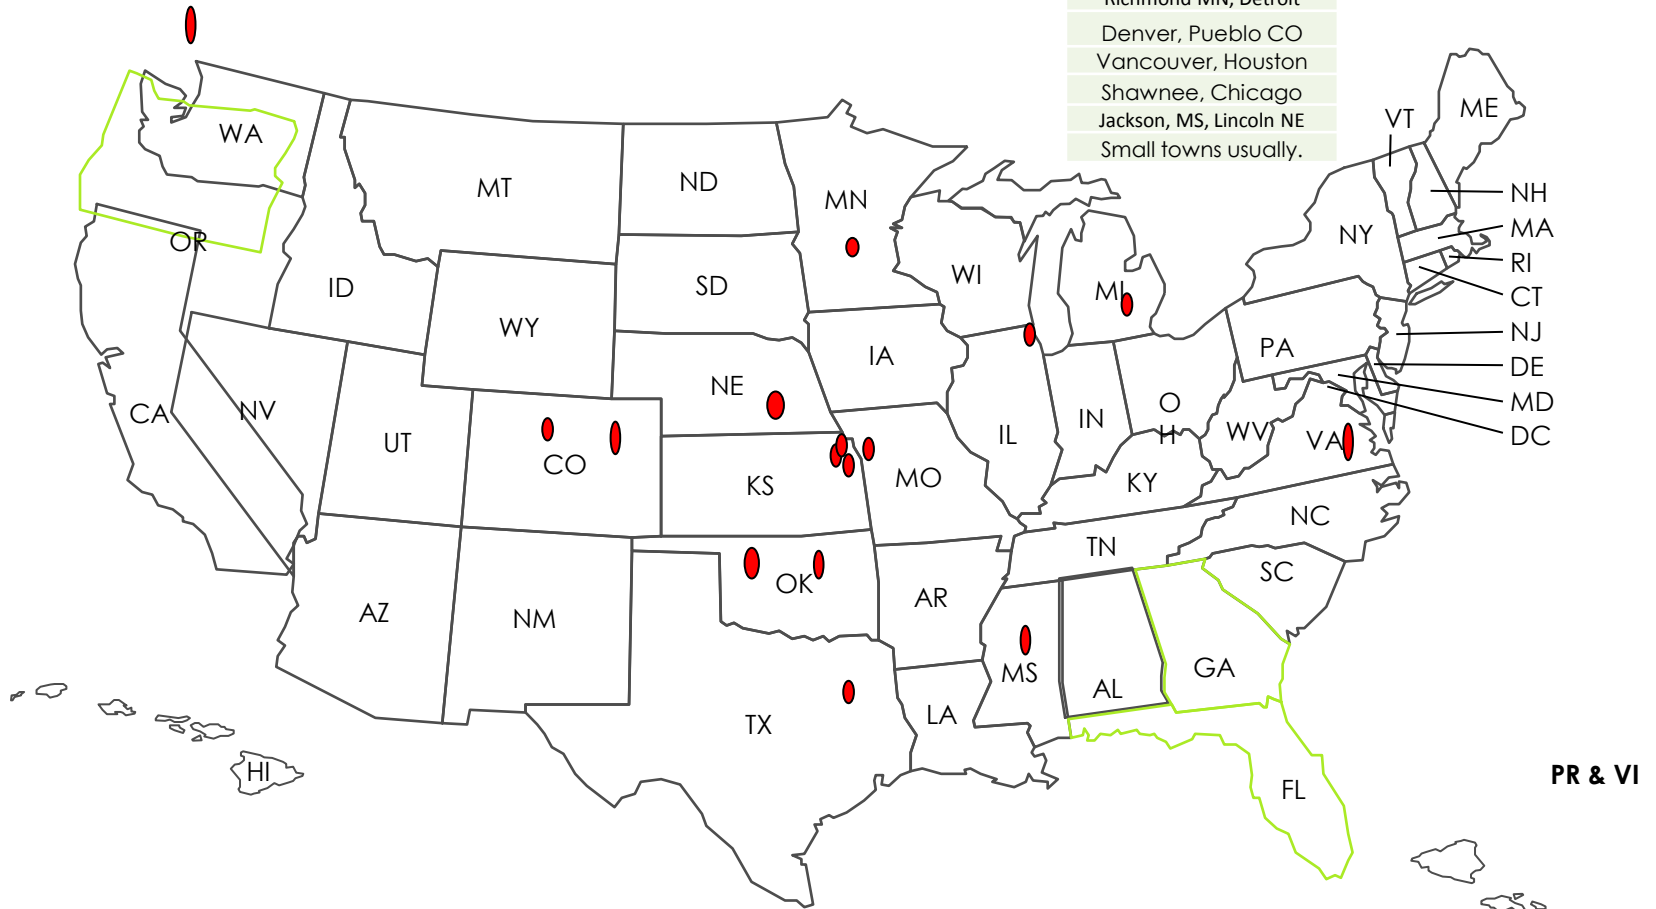 Richmond MN, Detroit
Denver, Pueblo CO
Vancouver, Houston
Shawnee, Chicago
Jackson, MS, Lincoln NE
Small towns usually.
VT
ME
WA
MT
ND
MN
NH
MA
NY
OR
RI
WI
ID
SD
MI
CT
WY
NJ
PA
IA
DE
NE
MD
CA
NV
O
H
IN
IL
WV
VA
DC
UT
CO
KS
MO
KY
NC
TN
SC
OK
AR
AZ
NM
MS
GA
AL
LA
TX
HI
FL
PR & VI